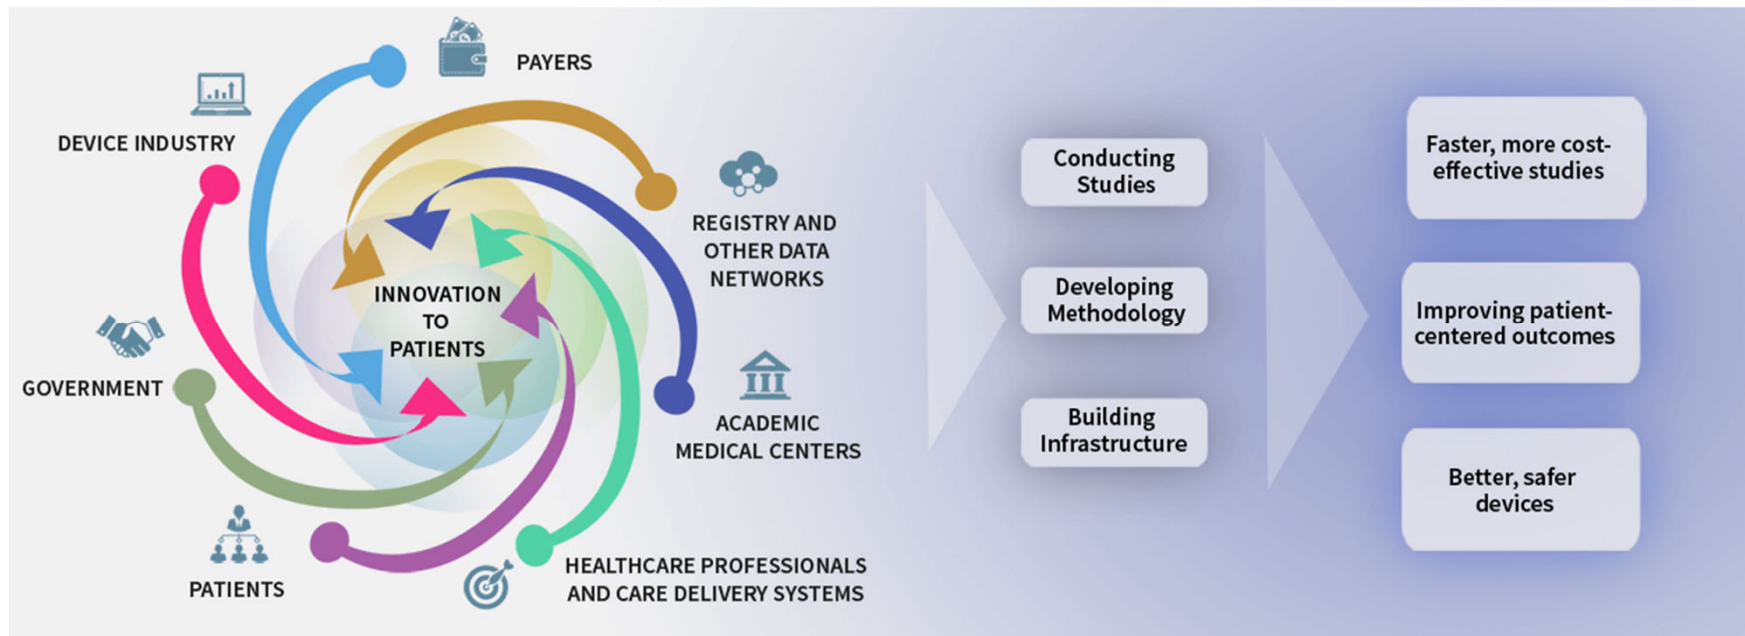 PAYERS
DEVICE INDUSTRY
REGISTRY AND
OTHER DATA
NETWORKS
INNOVATION
TO
PATIENTS
GOVERNMENT
ACADEMIC
MEDICAL CENTERS
PATIENTS
HEALTHCARE PROFESSIONALS
AND CARE DELIVERY SYSTEMS
Conducting
Studies
Developing
Methodology
Building
Infrastructure
Faster, more cost-
effective studies
Improving patient-
centered outcomes
Better, safer
devices